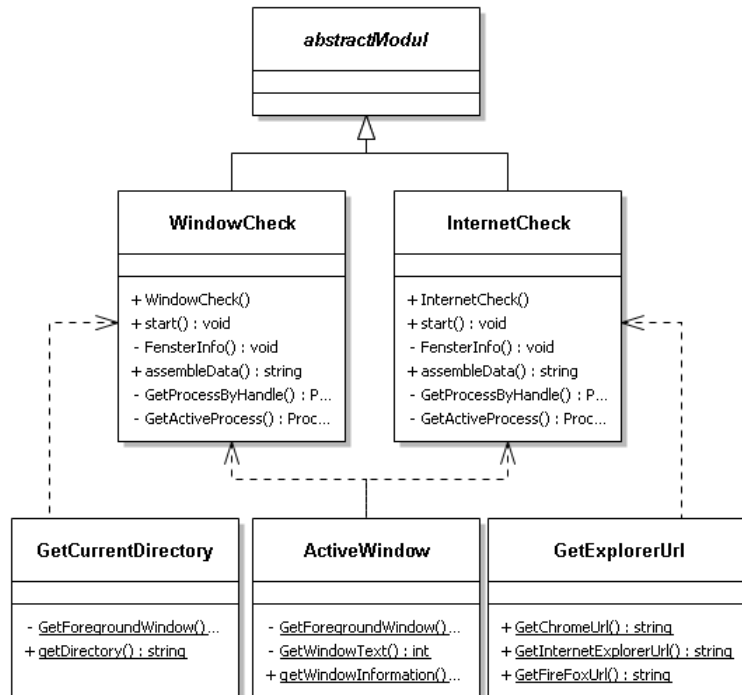 abstractModul
WindowCheck
+ WindowCheck()
+ start() : void
- FensterInfo() : void
+ assembleData() : string
- GetProcessByHandle() : P...
- GetActiveProcess() : Proc...
InternetCheck
+ InternetCheck()
+ start() : void
- FensterInfo() : void
+ assembleData() : string
- GetProcessByHandle() : P...
- GetActiveProcess() : Proc...
GetCurrentDirectory
- GetForegroundWindow()...
+ getDirectory() : string
ActiveWindow
- GetForegroundWindow()...
- GetWindowText() : int
+ getWindowInformation()...
GetExplorerUrl
+ GetChromeUrl() : string
+ GetInternetExplorerUrl() : string
+ GetFireFoxUrl() : string